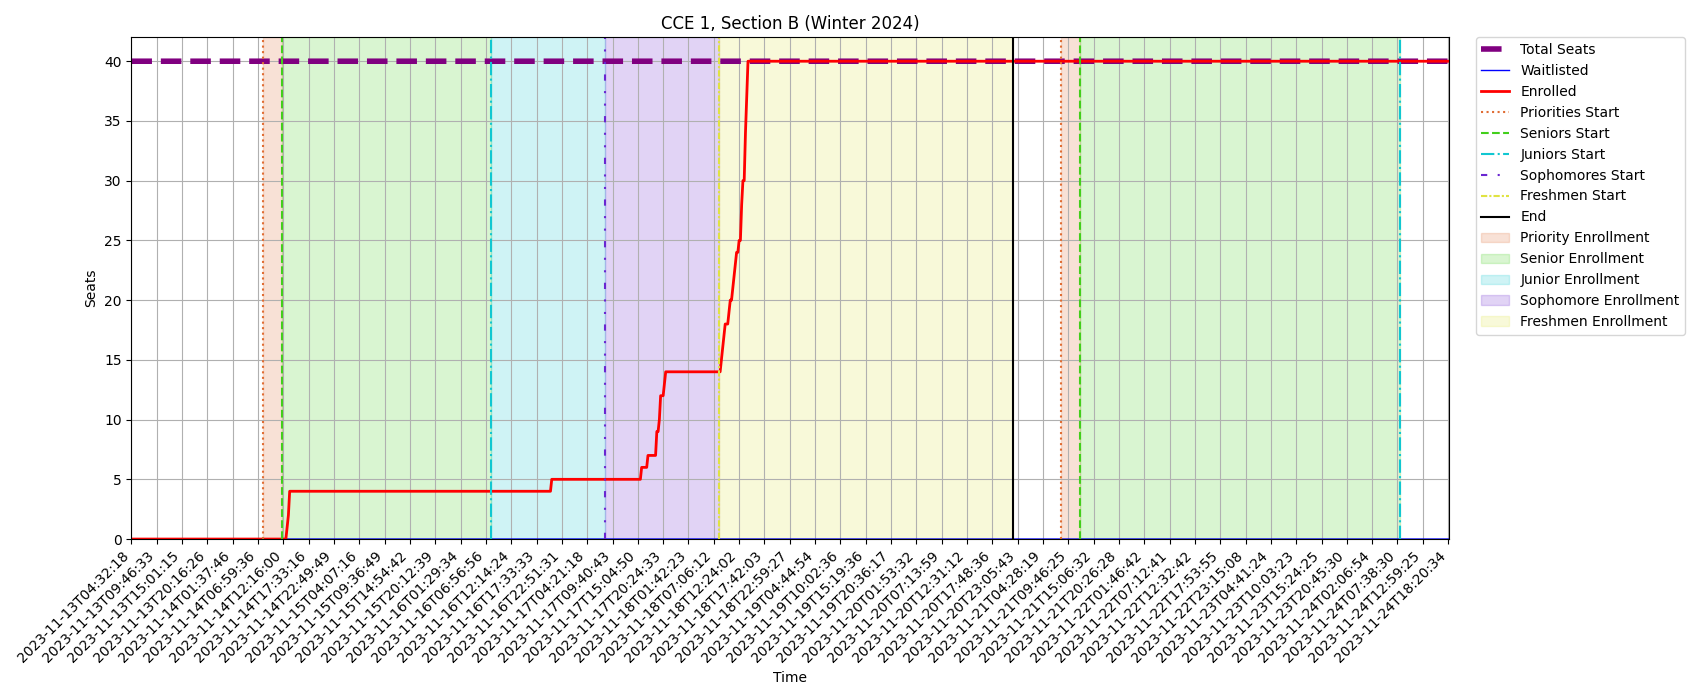 CCE 1, Section B (Winter 2024)
Seats
40
35
30
25
20
15
10
5
0
2023-11-13T04:32:18
2023-11-13T09:46:33
2023-11-13T15:01:15
2023-11-13T20:16:26
2023-11-14T01:37:46
2023-11-14T06:59:36
2023-11-14T12:16:00
2023-11-14T17:33:16
2023-11-14T22:49:49
2023-11-15T04:07:16
2023-11-15T09:36:49
2023-11-15T14:54:42
2023-11-15T20:12:39
2023-11-16T01:29:34
2023-11-16T06:56:56
2023-11-16T12:14:24
2023-11-16T17:33:33
2023-11-16T22:51:31
2023-11-17T04:21:18
2023-11-17T09:40:43
2023-11-17T15:04:50
2023-11-17T20:24:33
2023-11-18T01:42:23
2023-11-18T07:06:12
2023-11-18T12:24:02
2023-11-18T17:42:03
2023-11-18T22:59:27
2023-11-19T04:44:54
2023-11-19T10:02:36
2023-11-19T15:19:36
2023-11-19T20:36:17
2023-11-20T01:53:32
2023-11-20T07:13:59
2023-11-20T12:31:12
2023-11-20T17:48:36
2023-11-20T23:05:43
2023-11-21T04:28:19
2023-11-21T09:46:25
2023-11-21T15:06:32
2023-11-21T20:26:28
2023-11-22T01:46:42
2023-11-22T07:12:41
2023-11-22T12:32:42
2023-11-22T17:53:55
2023-11-22T23:15:08
2023-11-23T04:41:24
2023-11-23T10:03:23
2023-11-23T15:24:25
2023-11-23T20:45:30
2023-11-24T02:06:54
2023-11-24T07:38:30
2023-11-24T12:59:25
2023-11-24T18:20:34
Time
Total Seats
Waitlisted
Enrolled
Priorities Start
Seniors Start
Juniors Start
Sophomores Start
Freshmen Start
End
Priority Enrollment
Senior Enrollment
Junior Enrollment
Sophomore Enrollment
Freshmen Enrollment